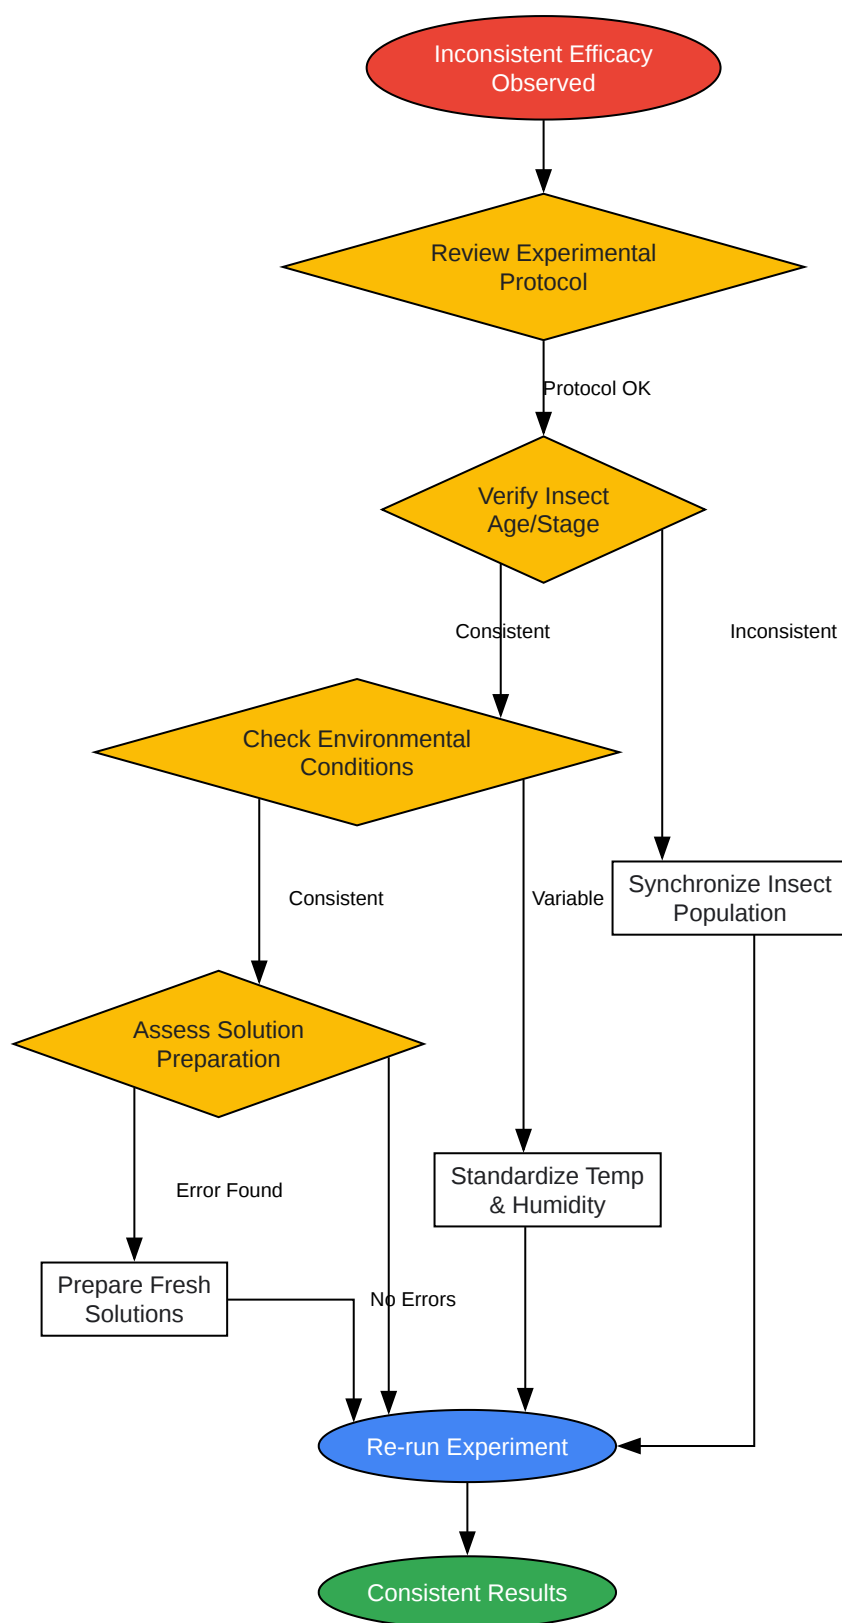 Inconsistent Efficacy
Observed
Review Experimental
Protocol
Protocol OK
Verify Insect
Age/Stage
Consistent
Inconsistent
Check Environmental
Conditions
Consistent
Variable
Synchronize Insect
Population
Assess Solution
Preparation
Error Found
Standardize Temp
& Humidity
Prepare Fresh
Solutions
No Errors
Re-run Experiment
Consistent Results